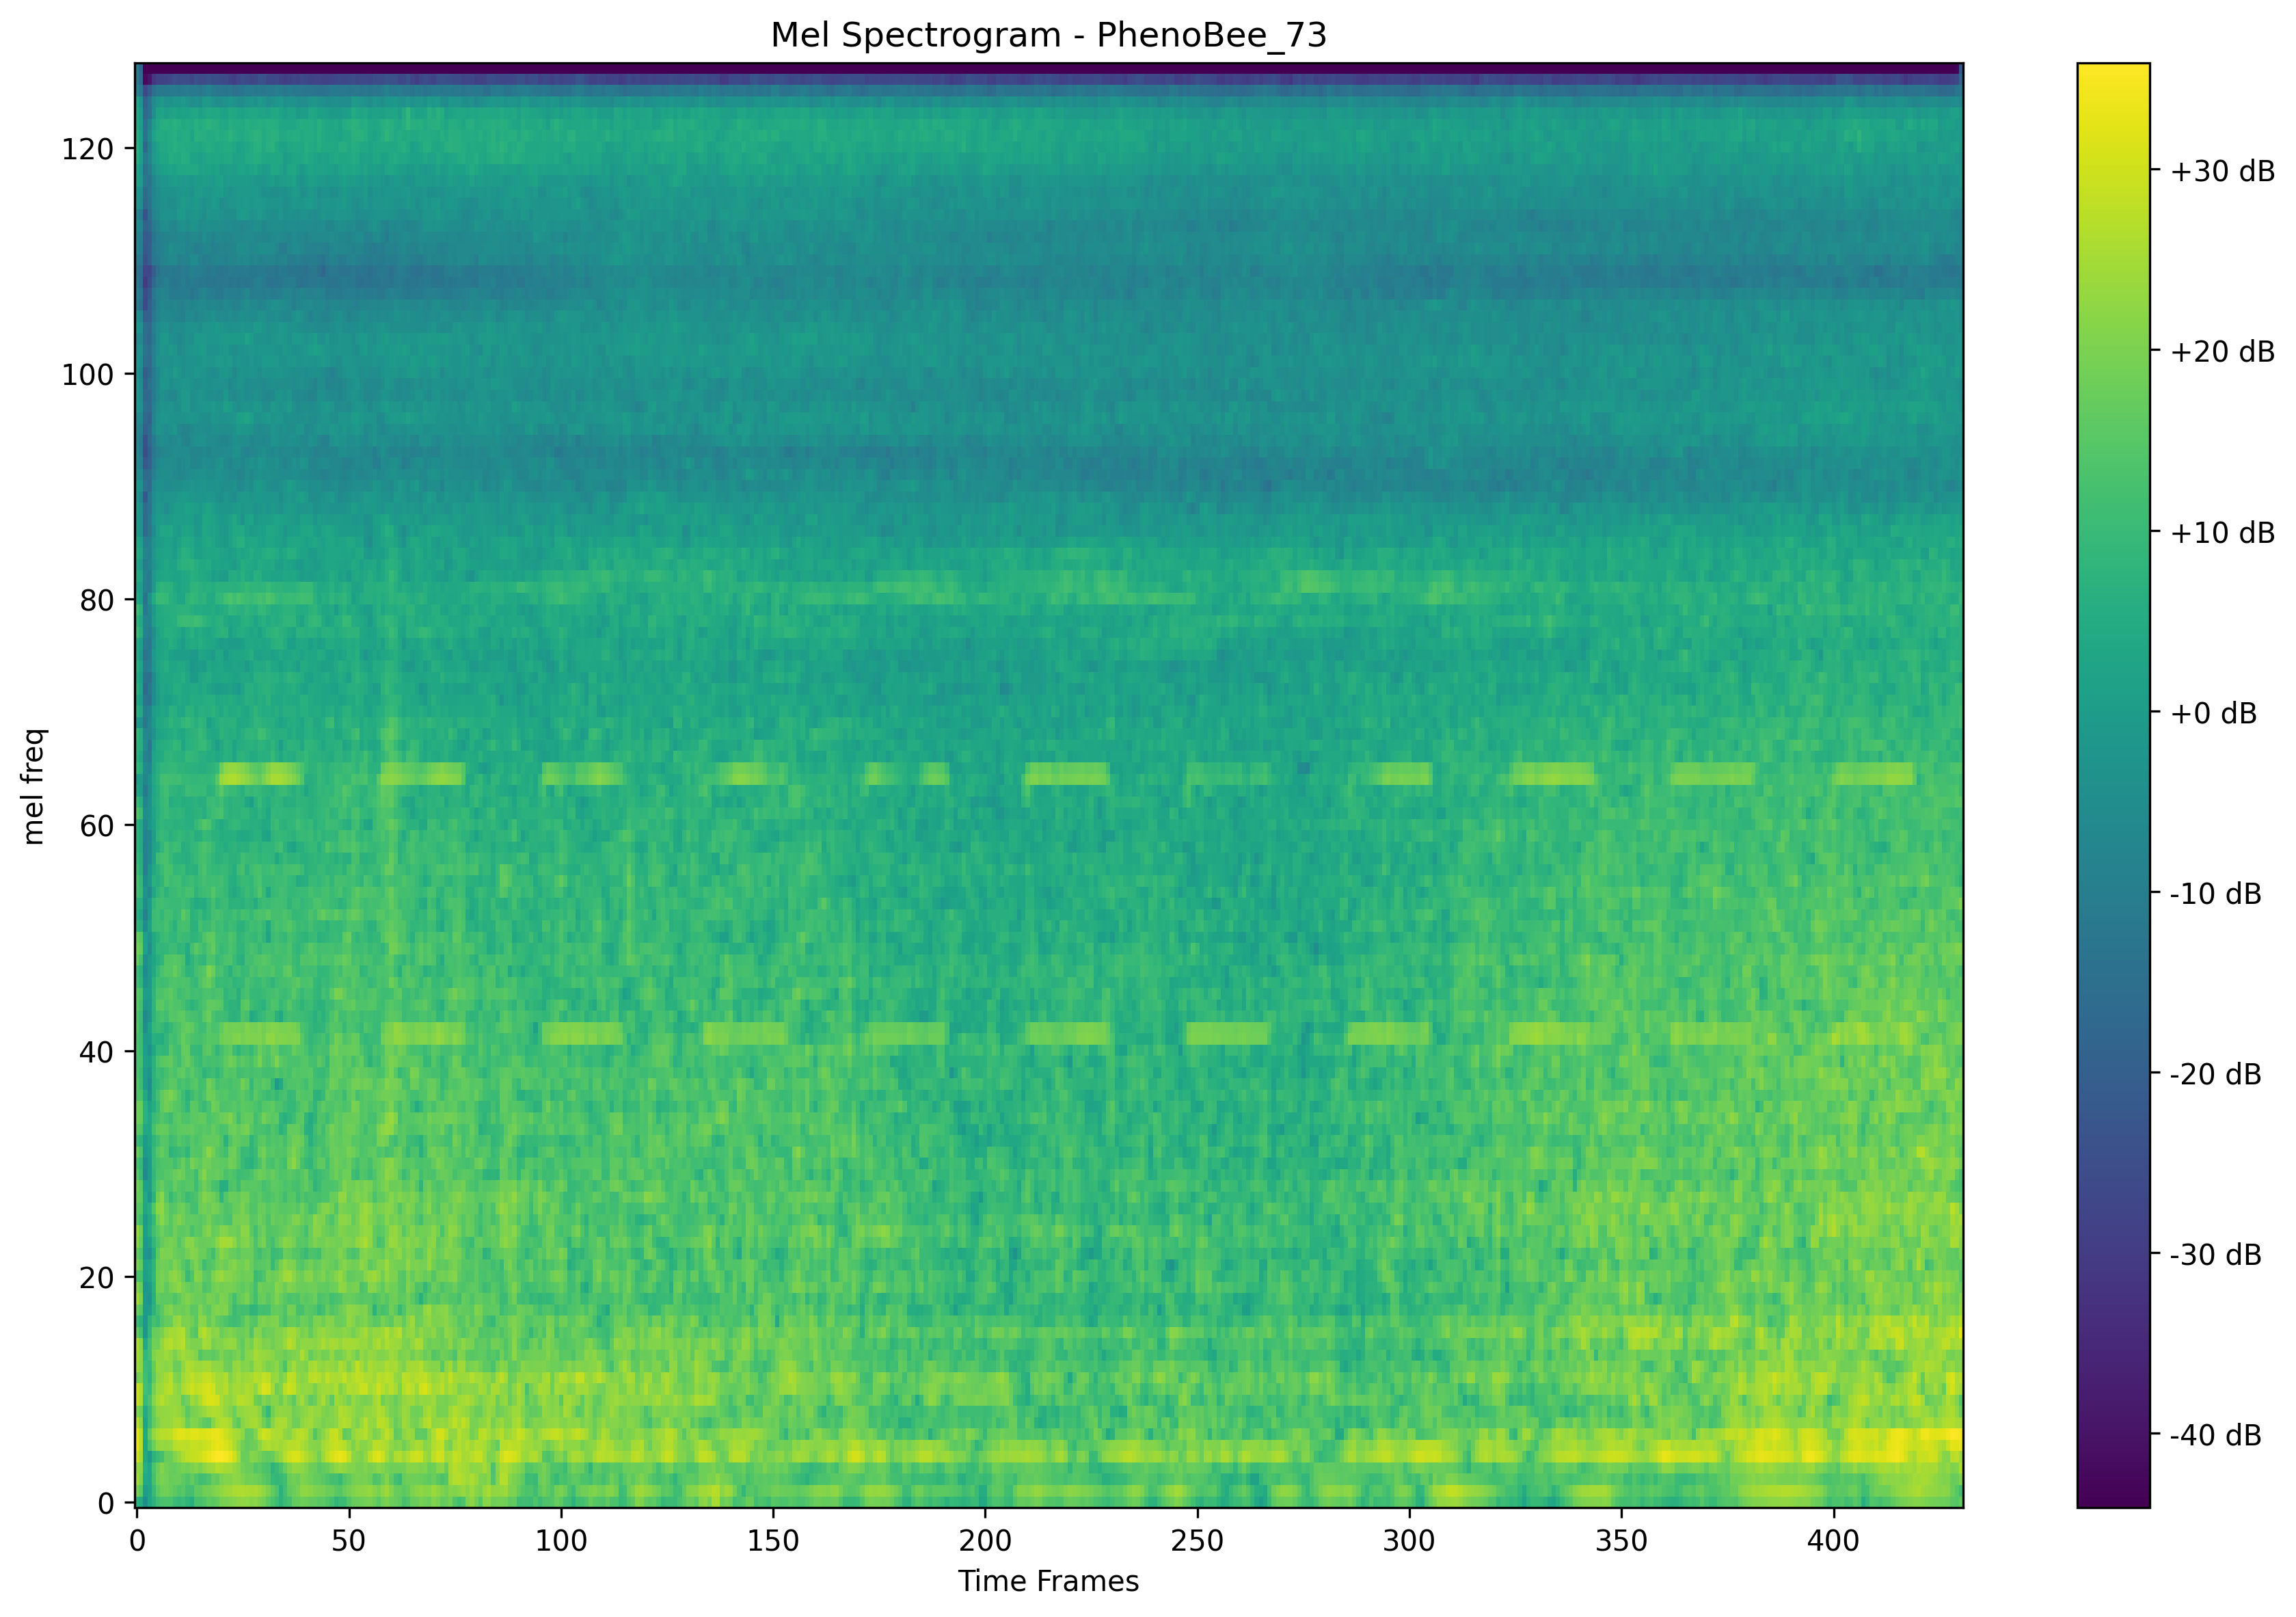 Mel Spectrogram - PhenoBee_73
mel freq
120
100
80
60
40
20
0
0 50 100 150 200 250 300 350 400
Time Frames
+30 dB
+20 dB
+10 dB
+0 dB
-10 dB
-20 dB
-30 dB
-40 dB